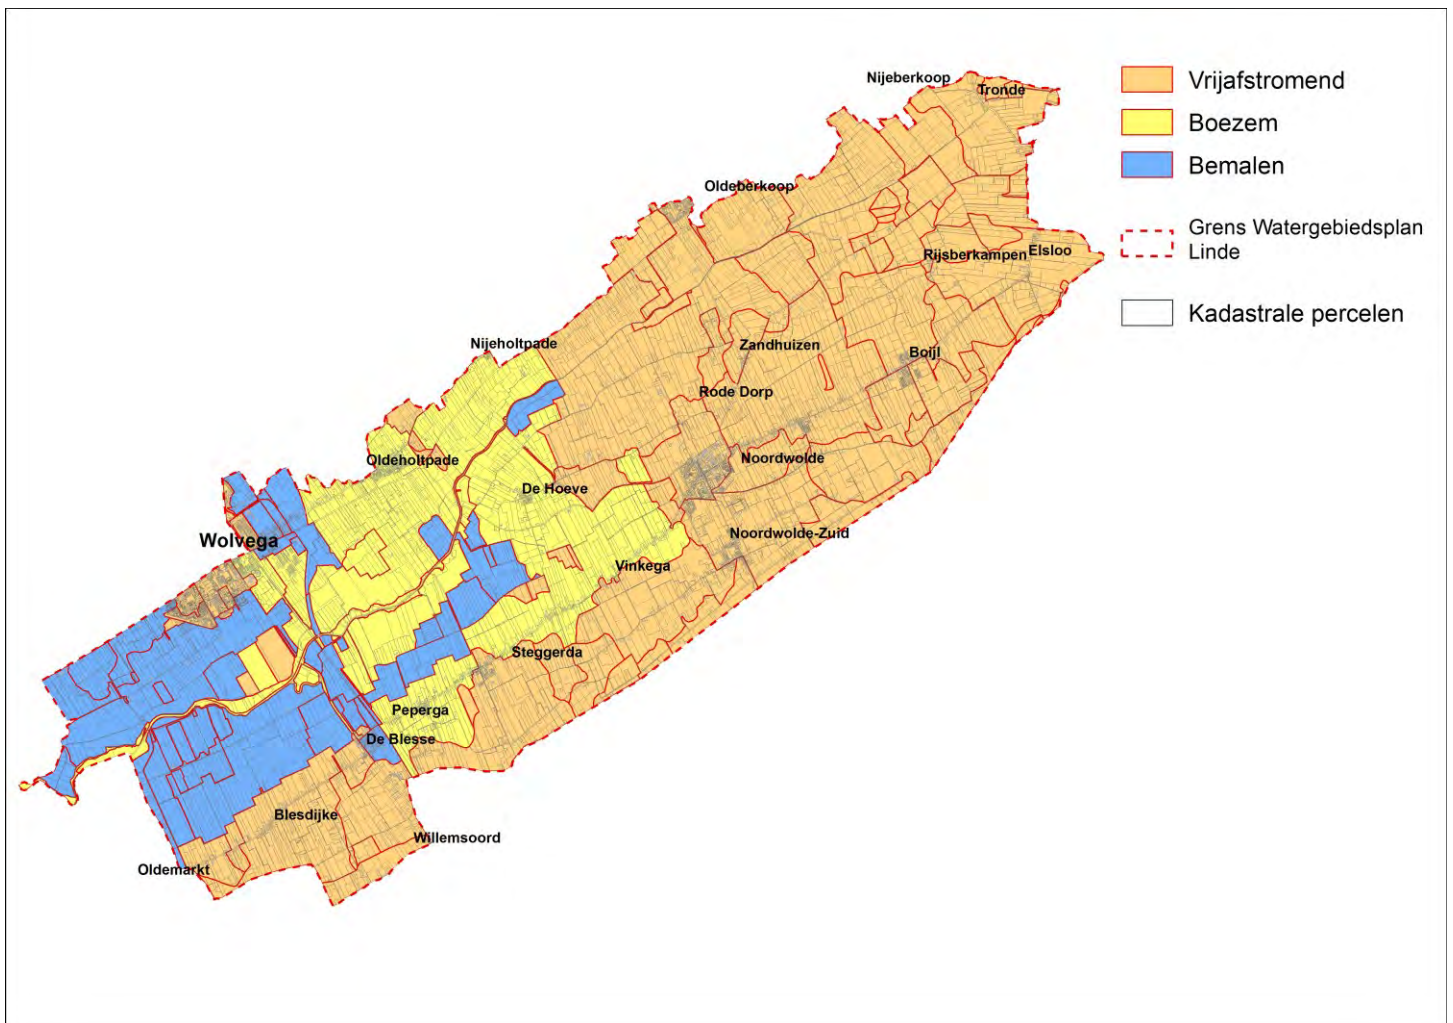 Nijeberkoop
Tronde
Oldeberkoop
Rijsberkampen
Elsloo
Nijeholtpade
Zandhuizen
Boijl
Rode Dorp
Oldeholtpade
Noordwolde
De Hoeve
Noordwolde-Zuid
Wolvega
Vinkega
Steggerda
Peperga
De Blesse
Blesdijke
Willemsoord
Oldemarkt
Vrijafstromend
Boezem
Bemalen
Grens Watergebiedsplan
Linde
Kadastrale percelen